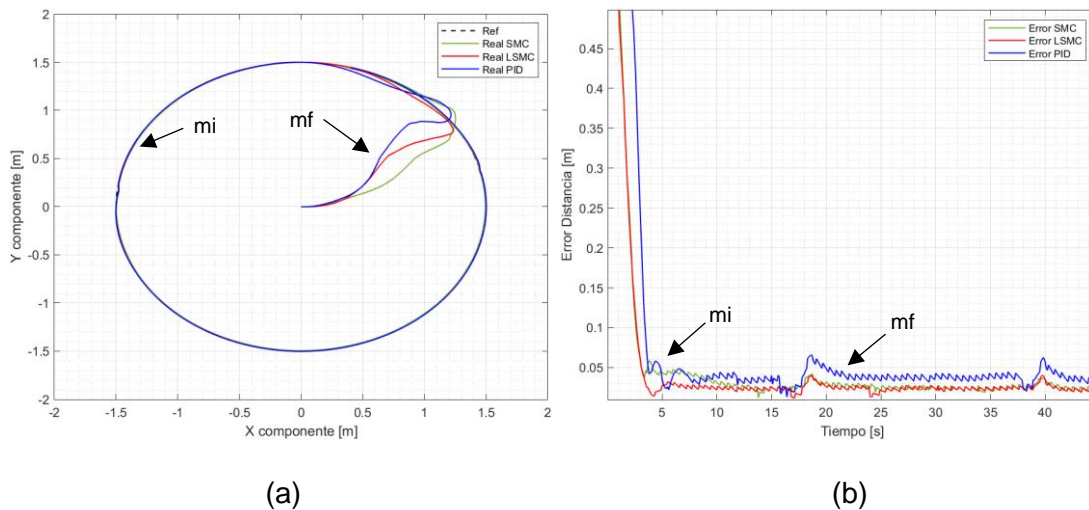 2
1.5
1
0.5
0
-0.5
-1
-1.5
-2
-2
-1.5
-1
-0.5
0
0.5
1
1.5
2
Y componente [m]
X componente [m]
Ref
Real SMC
Real LSMC
Real PID
mi
mf
(a)
0.45
0.4
0.35
0.3
0.25
0.2
0.15
0.1
0.05
5
10
15
20
25
30
35
40
Error Distancia [m]
Tiempo [s]
Error SMC
Error LSMC
Error PID
mi
mf
(b)